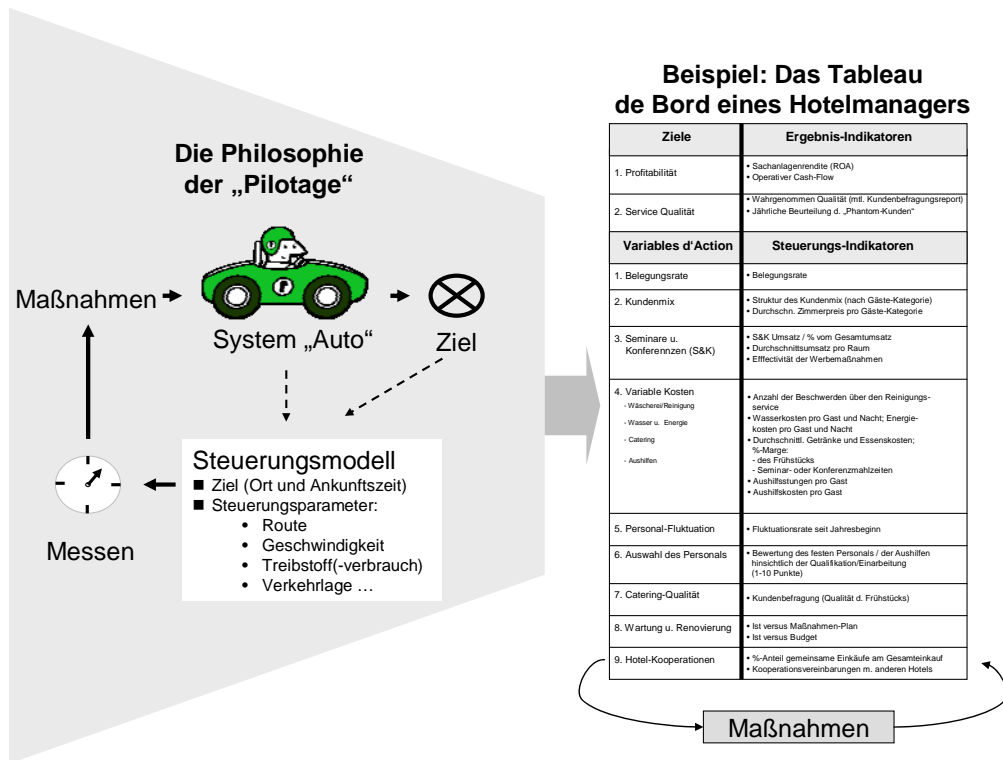 Die Philosophie
der „Pilotage“
Maßnahmen
System „Auto“
Ziel
Messen
Steuerungsmodell
■ Ziel (Ort und Ankunftszeit)
■ Steuerungsparameter:
• Route
• Geschwindigkeit
• Treibstoff(-verbrauch)
• Verkehrlage …
Beispiel: Das Tableau
de Bord eines Hotelmanagers
Ziele
Ergebnis-Indikatoren
1. Profitabilität
• Sachanlagenrendite (ROA)
• Operativer Cash-Flow
2. Service Qualität
• Wahrgenommen Qualität (mtl. Kundenbefragungsreport)
• Jährliche Beurteilung d. „Phantom-Kunden“
Variables d‘Action
Steuerungs-Indikatoren
1. Belegungsrate
• Belegungsrate
2. Kundenmix
• Struktur des Kundenmix (nach Gäste-Kategorie)
• Durchschn. Zimmerpreis pro Gäste-Kategorie
3. Seminare u.
Konferennzen (S&K)
• S&K Umsatz / % vom Gesamtumsatz
• Durchschnittsumsatz pro Raum
• Efffectivität der Werbemaßnahmen
4. Variable Kosten
- Wäscherei/Reinigung
- Wasser u. Energie
- Catering
- Aushilfen
• Anzahl der Beschwerden über den Reinigungs-
service
• Wasserkosten pro Gast und Nacht; Energie-
kosten pro Gast und Nacht
• Durchschnittl. Getränke und Essenskosten;
%-Marge:
- des Frühstücks
- Seminar- oder Konferenzmahlzeiten
• Aushilfsstungen pro Gast
• Aushilfskosten pro Gast
5. Personal-Fluktuation
• Fluktuationsrate seit Jahresbeginn
6. Auswahl des Personals
• Bewertung des festen Personals / der Aushilfen
hinsichtlich der Qualifikation/Einarbeitung
(1-10 Punkte)
7. Catering-Qualität
• Kundenbefragung (Qualität d. Frühstücks)
8. Wartung u. Renovierung
• Ist versus Maßnahmen-Plan
• Ist versus Budget
9. Hotel-Kooperationen
• %-Anteil gemeinsame Einkäufe am Gesamteinkauf
• Kooperationsvereinbarungen m. anderen Hotels
Maßnahmen